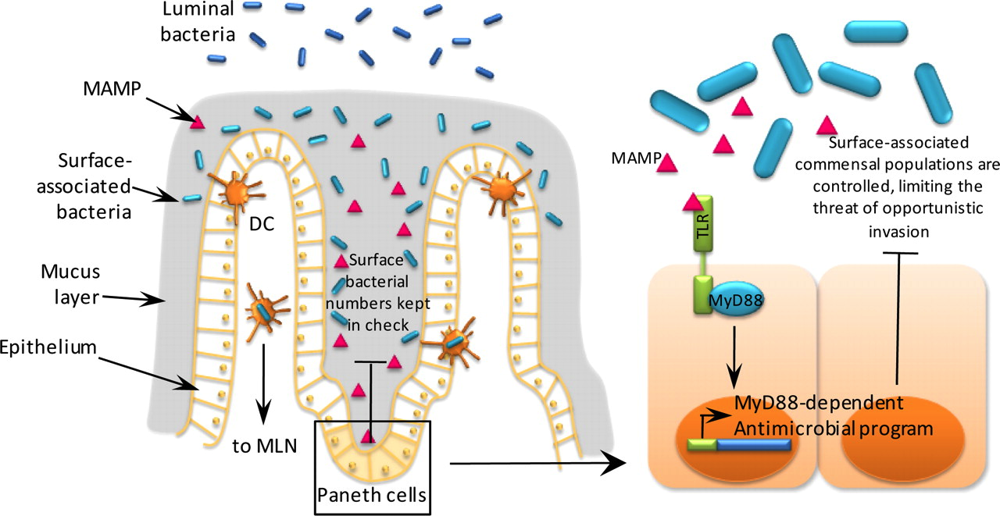 Luminal
bacteria
MAMP
Surface-
associated
bacteria
DC
Mucus
layer
Epithelium
Surface
bacterial
numbers kept
in check
to MLN
Paneth cells
MAMP
Surface-associated
commensal populations are
controlled, limiting the
threat of opportunistic
invasion
TLR
MyD88
MyD88-dependent
Antimicrobial program